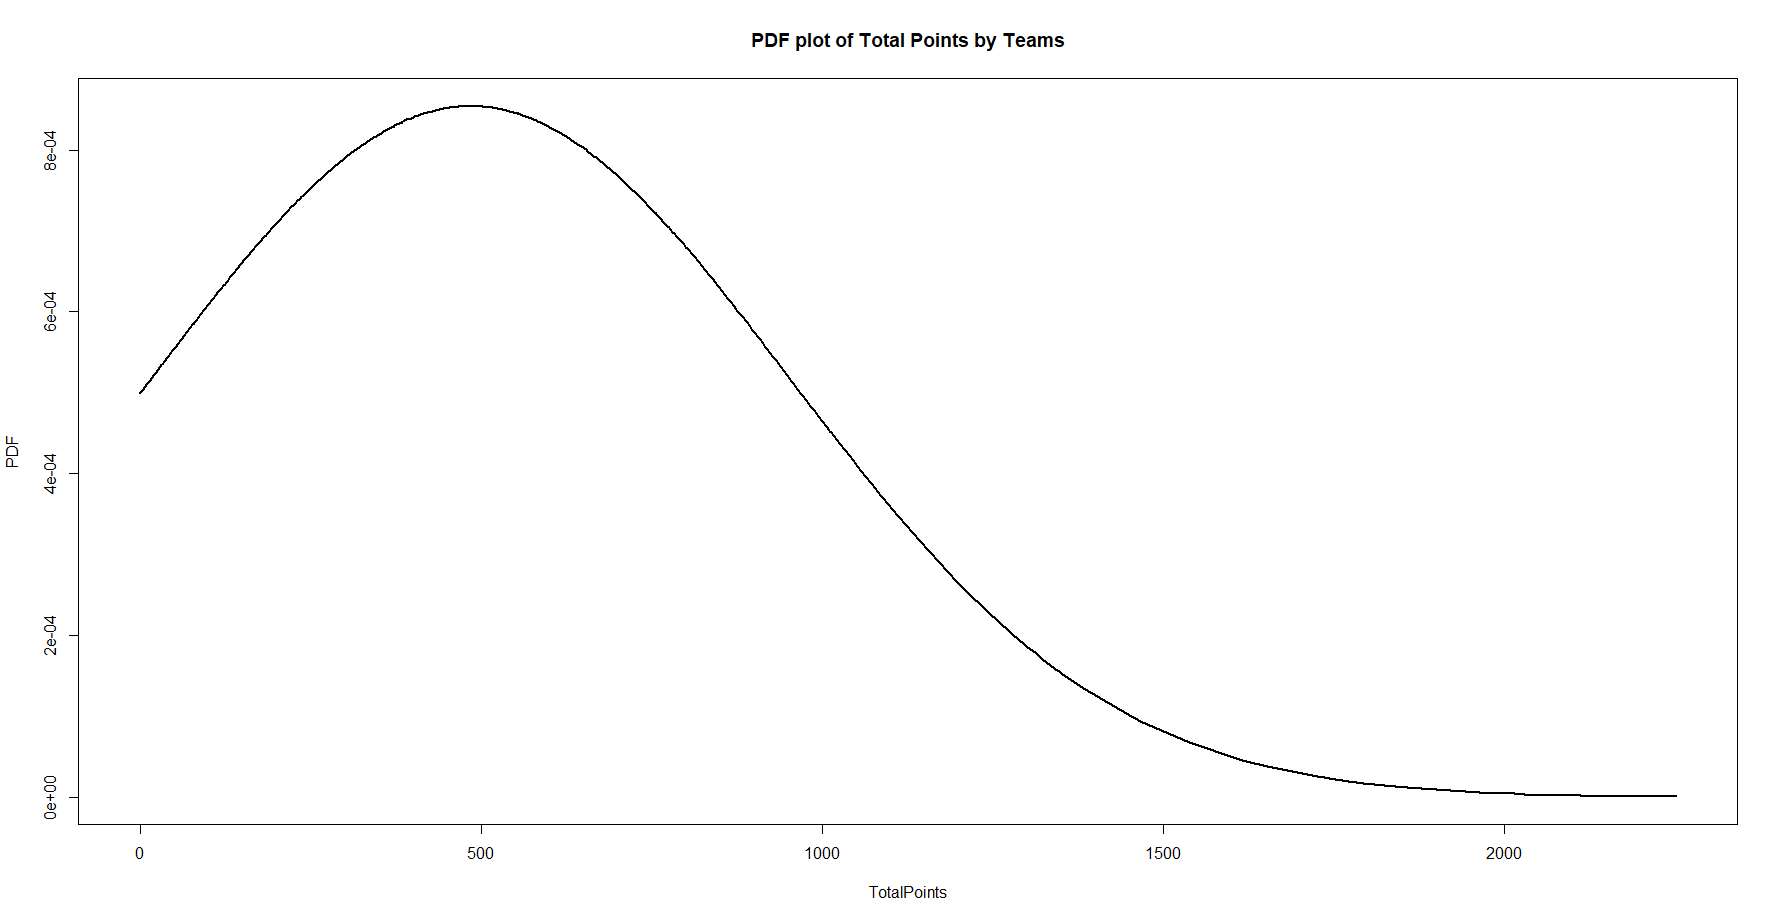 PDF plot of Total Points by Teams
8e-04
6e-04
4e-04
2e-04
0e+00
PDF
0 500 1000 1500 2000
TotalPoints